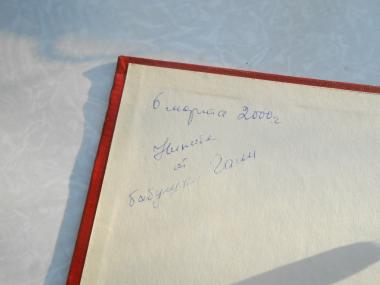 6 марта 2000г
Никите
от
бабушки Гали